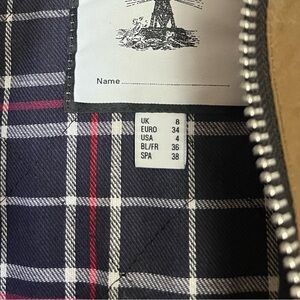 Name
UK 8
EURO 34
USA 4
BL/FR 36
SPA 38